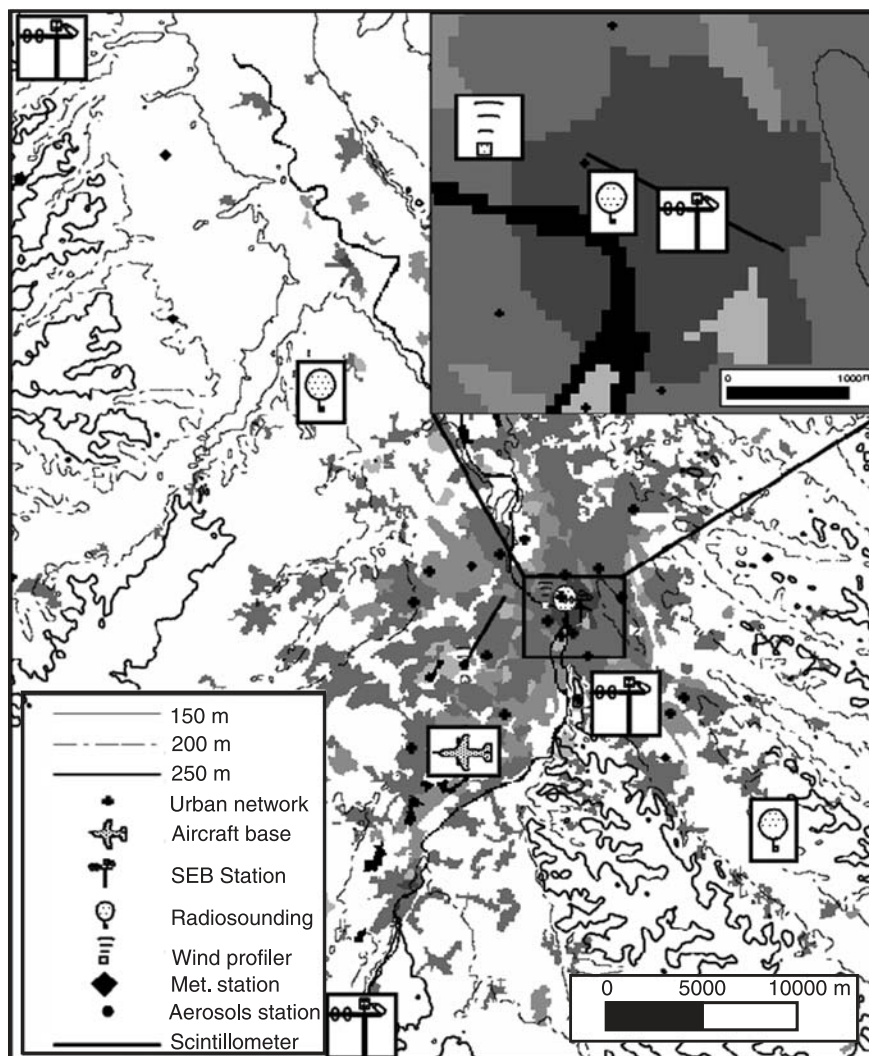 0 1000 m
150 m
200 m
250 m
Urban network
Aircraft base
SEB Station
Radiosounding
Wind profiler
Met. station
Aerosols station
Scintillometer
0 5000 10000 m